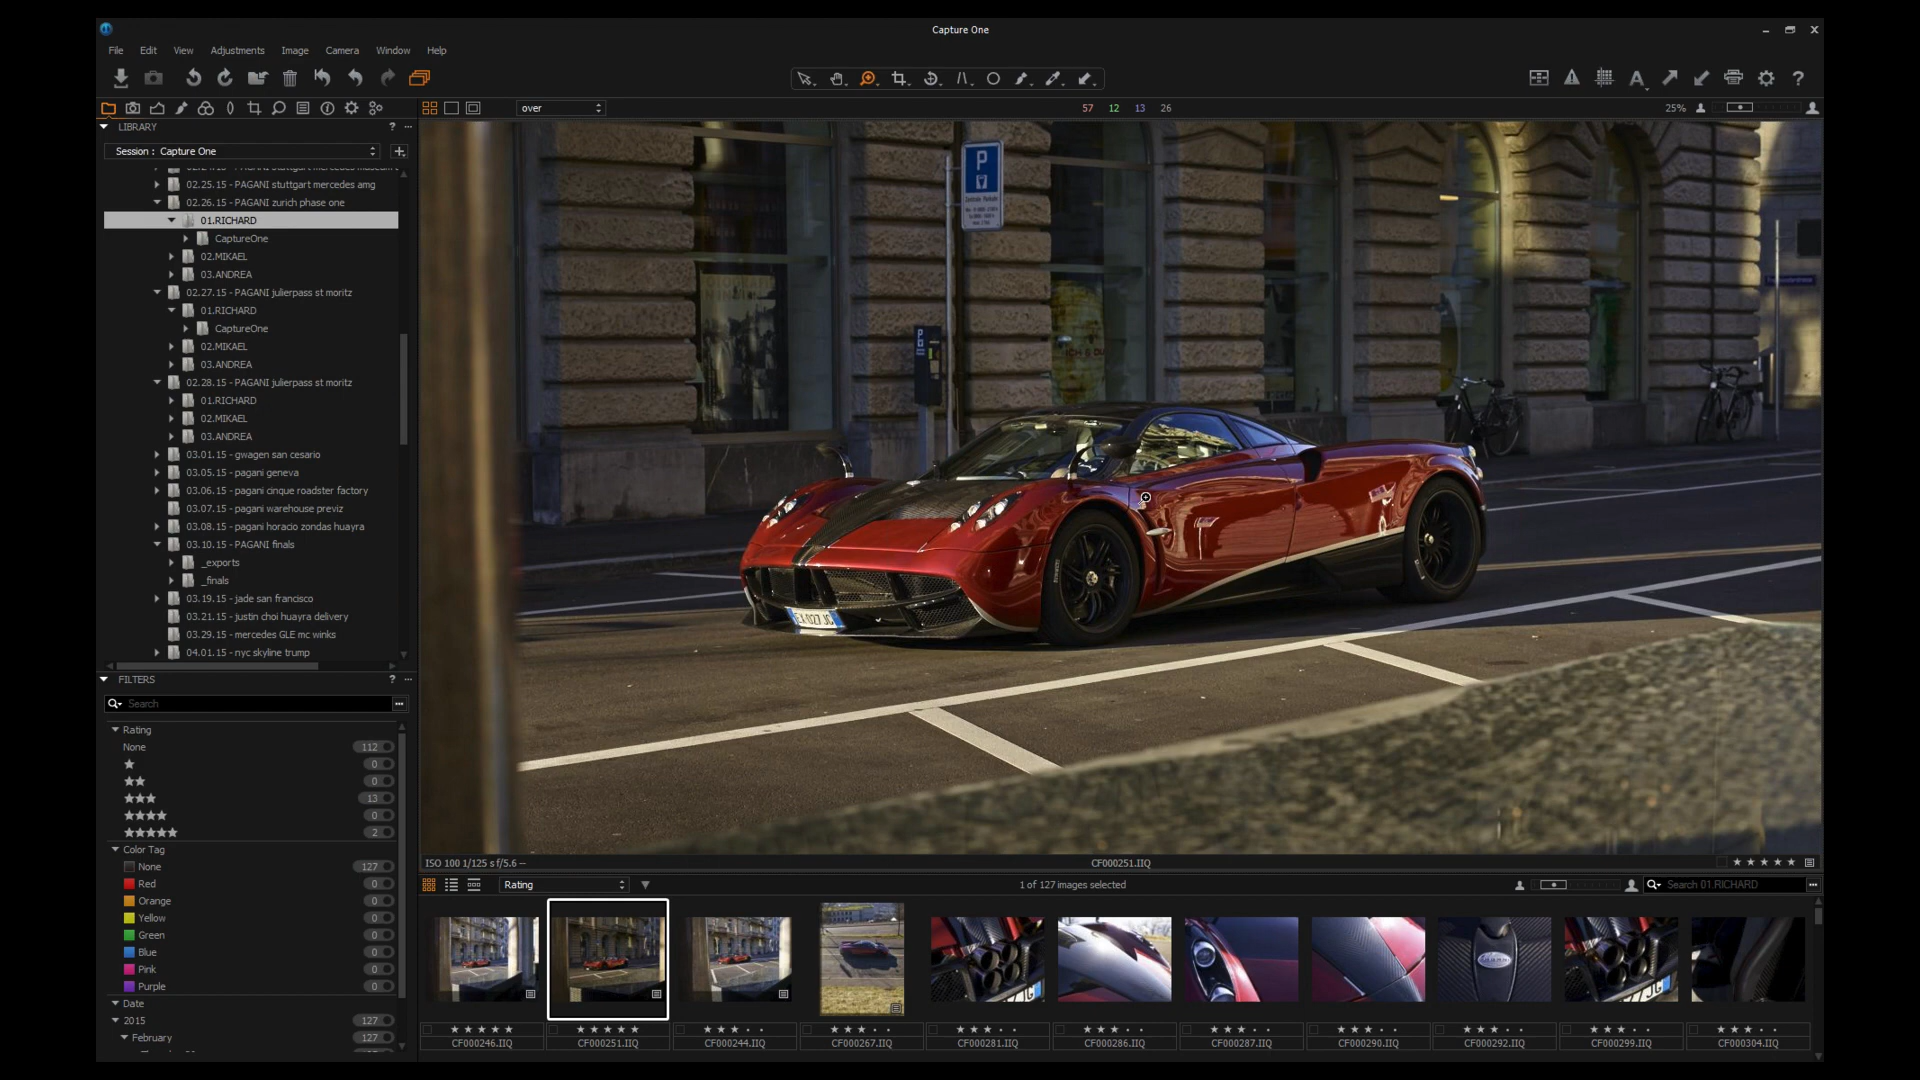 Capture One
File Edit View Adjustments Image Camera Window Help
over
57 12 13 26
25%
LIBRARY
Session : Capture One
02.25.15 - PAGANI stuttgart mercedes amg
02.26.15 - PAGANI zurich phase one
01.RICHARD
CaptureOne
02.MIKAEL
03.ANDREA
02.27.15 - PAGANI julierpass st moritz
01.RICHARD
CaptureOne
02.MIKAEL
03.ANDREA
02.28.15 - PAGANI julierpass st moritz
01.RICHARD
02.MIKAEL
03.ANDREA
03.01.15 - gwagen san cesario
03.05.15 - pagani geneva
03.06.15 - pagani cinque roadster factory
03.07.15 - pagani warehouse previz
03.08.15 - pagani horacio zondas huayra
03.10.15 - PAGANI finals
_exports
_finals
03.19.15 - jade san francisco
03.21.15 - justin choi huayra delivery
03.29.15 - mercedes GLE mc winks
04.01.15 - nyc skyline trump
FILTERS
Search
Rating
None 112
0
0
13
0
2
Color Tag
None 127
Red 0
Orange 0
Yellow 0
Green 0
Blue 0
Pink 0
Purple 0
Date
2015 127
February 127
P
P
ISO 100 1/125 s f/5.6 --
CF000251.IIQ
Rating
1 of 127 images selected
Search 01.RICHARD
CF000246.IIQ
CF000251.IIQ
CF000244.IIQ
CF000267.IIQ
CF000281.IIQ
CF000286.IIQ
CF000287.IIQ
CF000290.IIQ
CF000292.IIQ
CF000299.IIQ
CF000304.IIQ